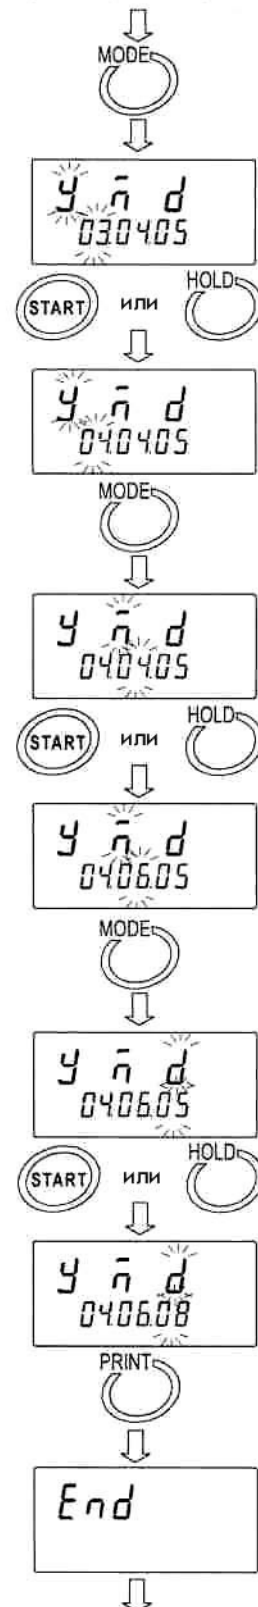 MODE
y n̄ d
03.04.05
START или HOLD
y n̄ d
04.04.05
MODE
y n̄ d
04.04.05
START или HOLD
y n̄ d
04.06.05
MODE
y n̄ d
04.06.05
START или HOLD
y n̄ d
04.06.08
PRINT
End